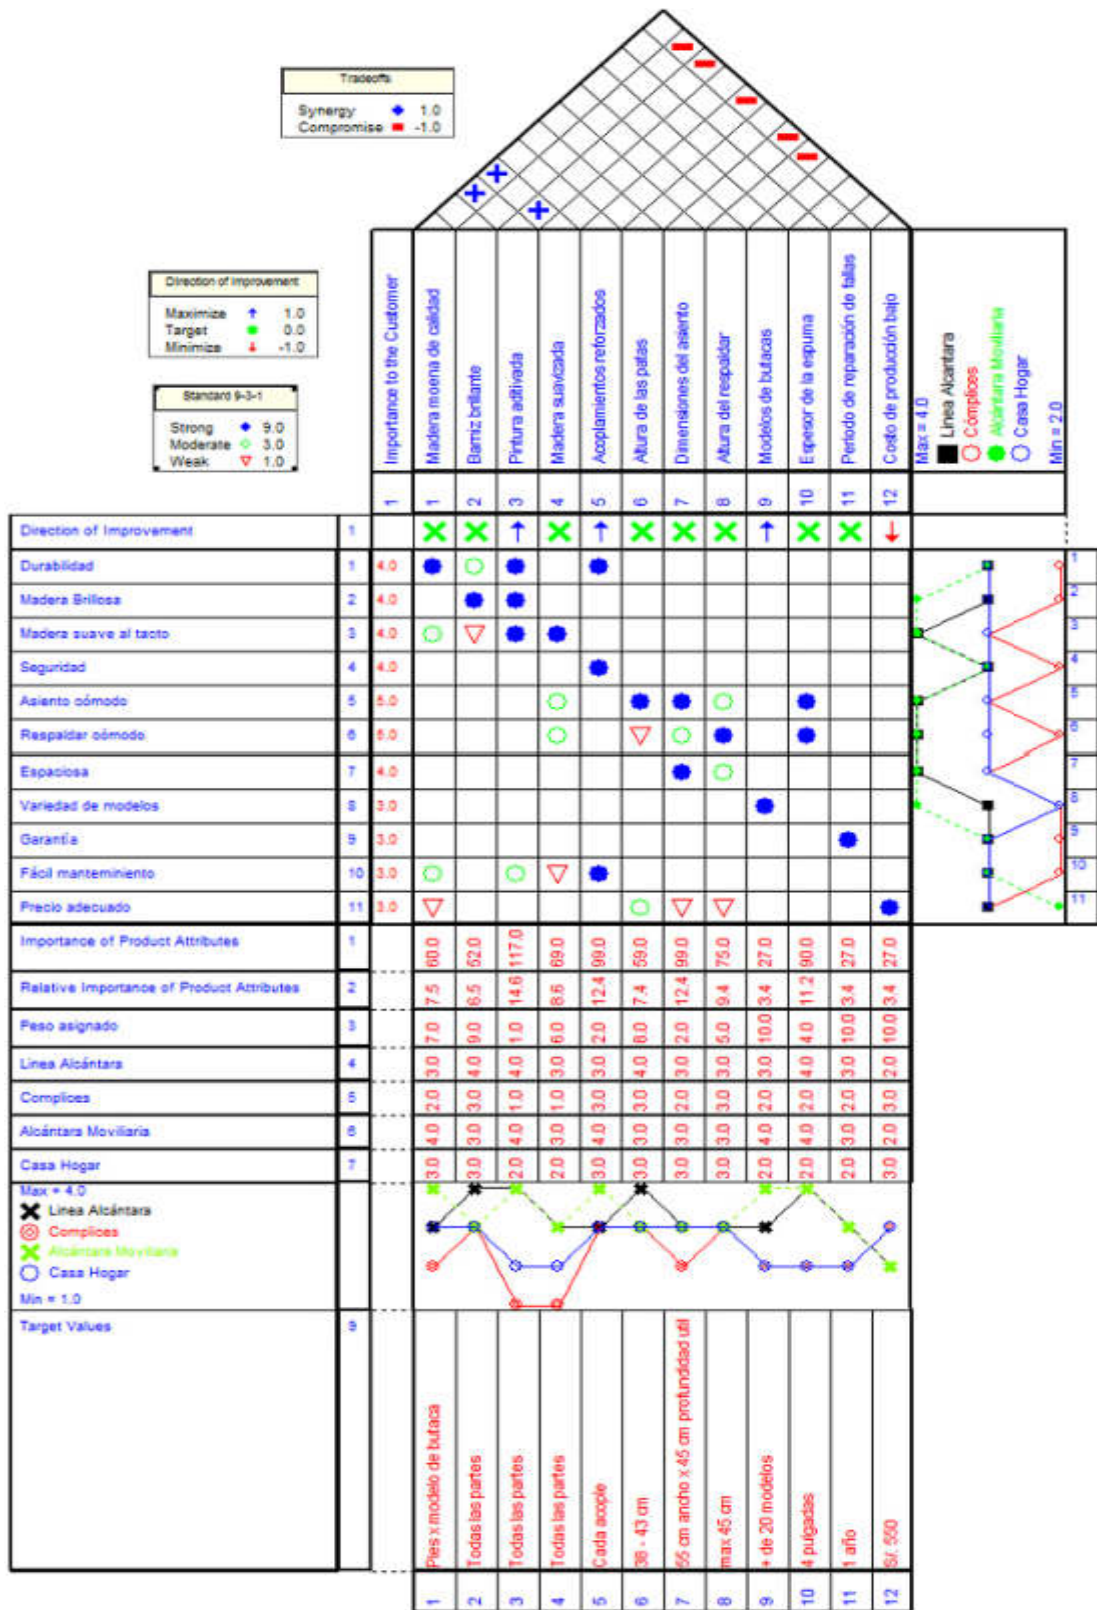 Tradeoffs
Synergy 1.0
Compromise -1.0
Direction of Improvement
Maximize 1.0
Target 0.0
Minimize -1.0
Standard 9-3-1
Strong 9.0
Moderate 3.0
Weak 1.0
Importance to the Customer
Madera moena de calidad
Barniz brillante
Pintura aditivada
Madera suavizada
Acoplamientos reforzados
Altura de las patas
Dimensiones del asiento
Altura del respaldar
Modelos de butacas
Espesor de la espuma
Período de reparación de fallas
Costo de producción bajo
Max = 4.0
Linea Alcantara
Cómplices
Alcántara Moviliaria
Casa Hogar
Min = 2.0
1 1 2 3 4 5 6 7 8 9 10 11 12
Direction of Improvement 1
Durabilidad 1 4.0 1
Madera Brillosa 2 4.0 2
Madera suave al tacto 3 4.0 3
Seguridad 4 4.0 4
Asiento cómodo 5 5.0 5
Respaldar cómodo 6 5.0 6
Espaciosa 7 4.0 7
Variedad de modelos 8 3.0 8
Garantía 9 3.0 9
Fácil manteminiento 10 3.0 10
Precio adecuado 11 3.0 11
Importance of Product Attributes 1 60.0 52.0 117.0 69.0 99.0 59.0 99.0 75.0 27.0 90.0 27.0 27.0
Relative Importance of Product Attributes 2 7.5 6.5 14.6 8.6 12.4 7.4 12.4 9.4 3.4 11.2 3.4 3.4
Peso asignado 3 7.0 9.0 1.0 6.0 2.0 8.0 2.0 5.0 10.0 4.0 10.0 10.0
Linea Alcántara 4 3.0 4.0 4.0 3.0 3.0 4.0 3.0 3.0 3.0 4.0 3.0 2.0
Complices 5 2.0 3.0 1.0 1.0 3.0 3.0 2.0 3.0 2.0 2.0 2.0 3.0
Alcántara Moviliaria 6 4.0 3.0 4.0 3.0 4.0 3.0 3.0 3.0 4.0 4.0 3.0 2.0
Casa Hogar 7 3.0 3.0 2.0 2.0 3.0 3.0 3.0 3.0 2.0 2.0 2.0 3.0
Max = 4.0
Linea Alcántara
Complices
Alcántara Moviliaria
Casa Hogar
Min = 1.0
Target Values 9
Pies x modelo de butaca
Todas las partes
Todas las partes
Todas las partes
Cada acople
38 - 43 cm
55 cm ancho x 45 cm profundidad util
max 45 cm
+ de 20 modelos
4 pulgadas
1 año
S/. 550
1 2 3 4 5 6 7 8 9 10 11 12